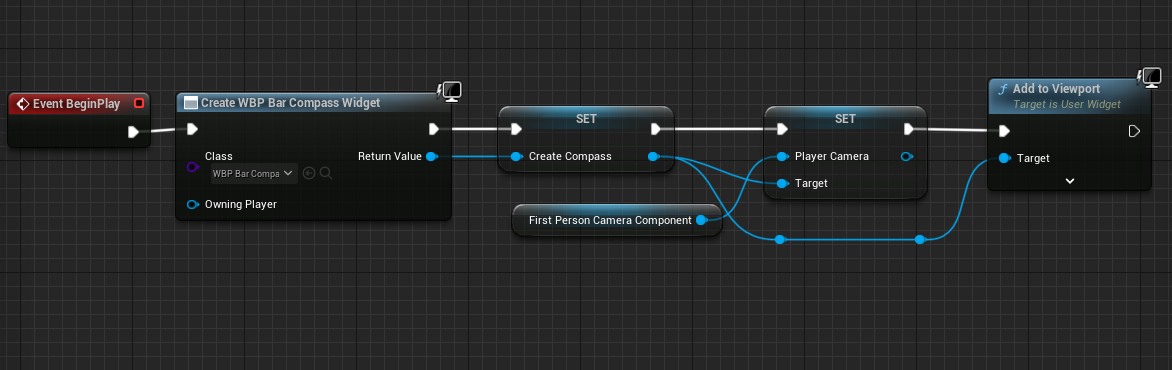 Event BeginPlay
Create WBP Bar Compass Widget
Class
WBP Bar Compa
Return Value
Owning Player
SET
Create Compass
First Person Camera Component
SET
Player Camera
Target
Add to Viewport
Target is User Widget
Target